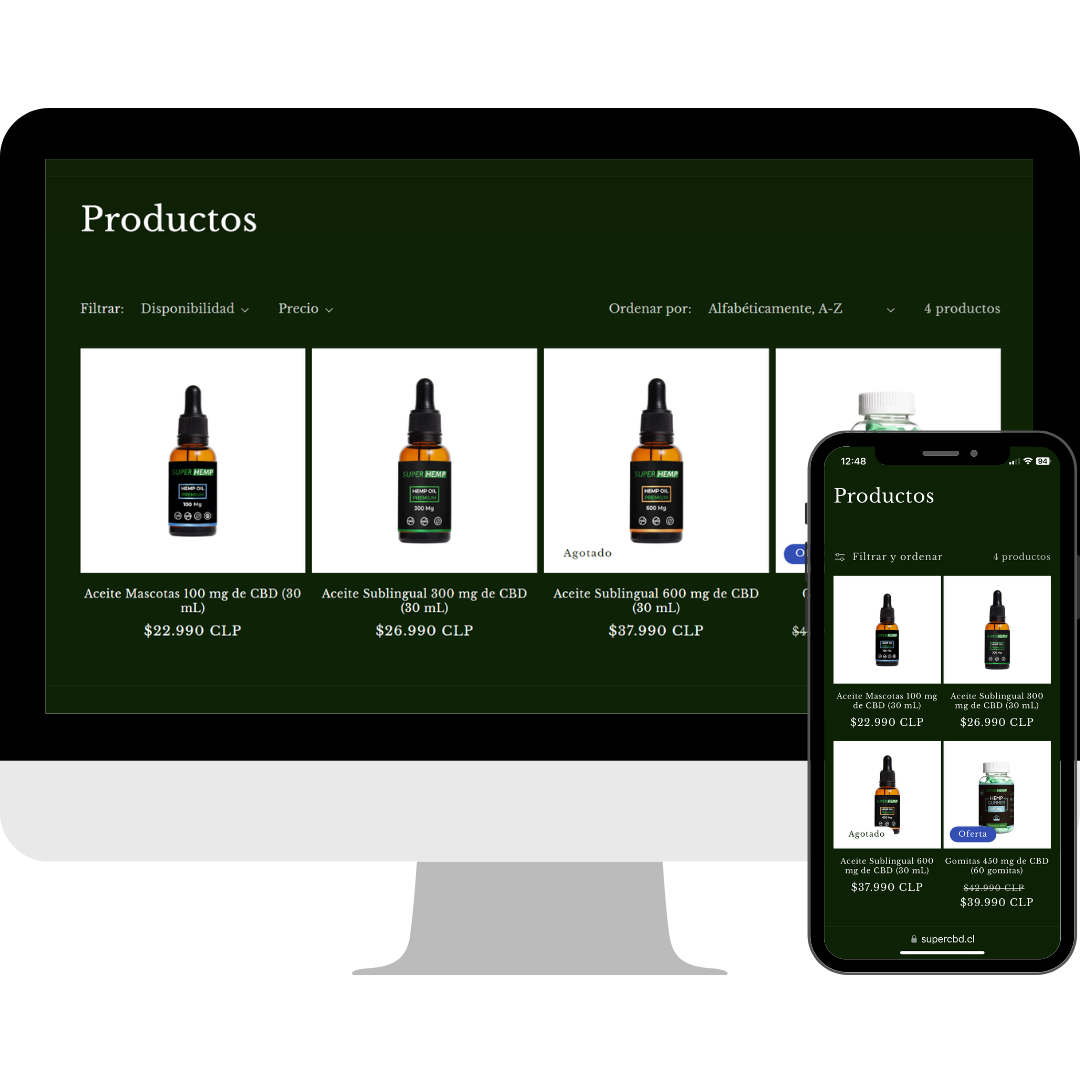 Productos
Filtrar: Disponibilidad Precio Ordenar por: Alfabéticamente, A-Z 4 productos
SUPER HEMP
HEMP OIL
PREMIUM
100 Mg
SUPER HEMP
HEMP OIL
PREMIUM
300 Mg
SUPER HEMP
HEMP OIL
PREMIUM
600 Mg
Agotado
O
Aceite Mascotas 100 mg de CBD (30
mL)
$22.990 CLP
Aceite Sublingual 300 mg de CBD
(30 mL)
$26.990 CLP
Aceite Sublingual 600 mg de CBD
(30 mL)
$37.990 CLP
$4
12:48 94
Productos
Filtrar y ordenar 4 productos
Aceite Mascotas 100 mg
de CBD (30 mL)
$22.990 CLP
Aceite Sublingual 300
mg de CBD (30 mL)
$26.990 CLP
Agotado
HEMP
GUMMIES
Oferta
Aceite Sublingual 600
mg de CBD (30 mL)
$37.990 CLP
Gomitas 450 mg de CBD
(60 gomitas)
$42.990 CLP
$39.990 CLP
supercbd.cl